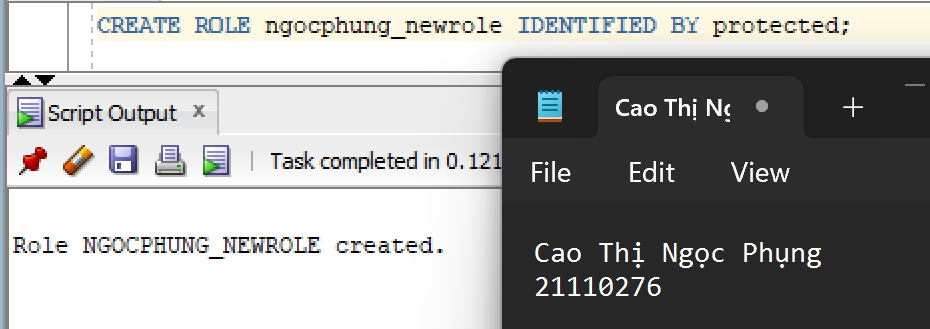 CREATE ROLE ngocphung_newrole IDENTIFIED BY protected;
Script Output x
Task completed in 0.121
Role NGOCPHUNG_NEWROLE created.
Cao Thị Ng
File Edit View
Cao Thị Ngọc Phụng
21110276